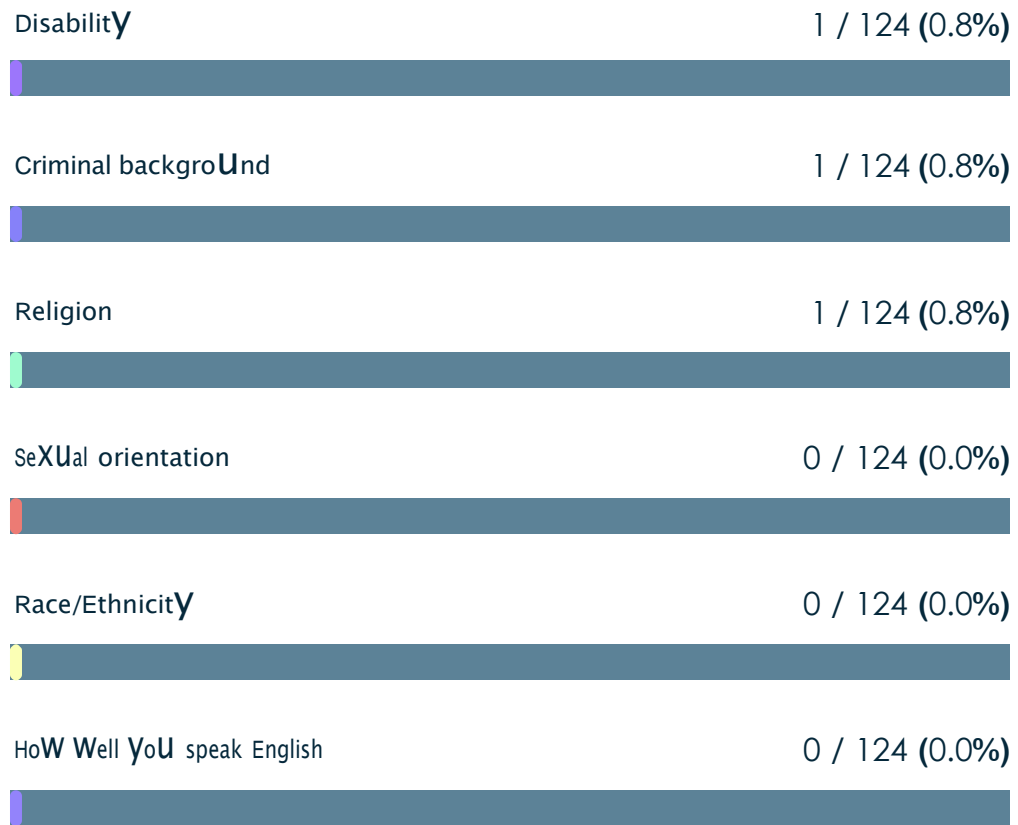 Disability 1 / 124 (0.8%)
Criminal background 1 / 124 (0.8%)
Religion 1 / 124 (0.8%)
Sexual orientation 0 / 124 (0.0%)
Race/Ethnicity 0 / 124 (0.0%)
How Well you speak English 0 / 124 (0.0%)